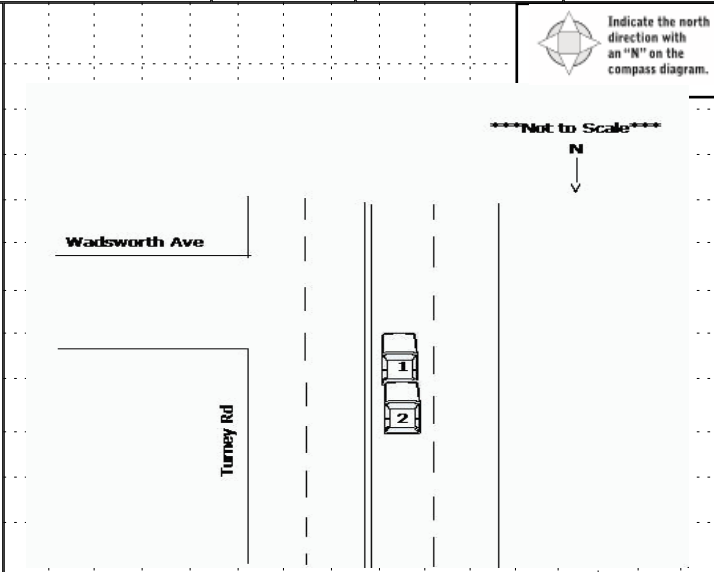 Indicate the north
direction with
an "N" on the
compass diagram.
****Not to Scale****
N
Wadsworth Ave
1
2
Turney Rd